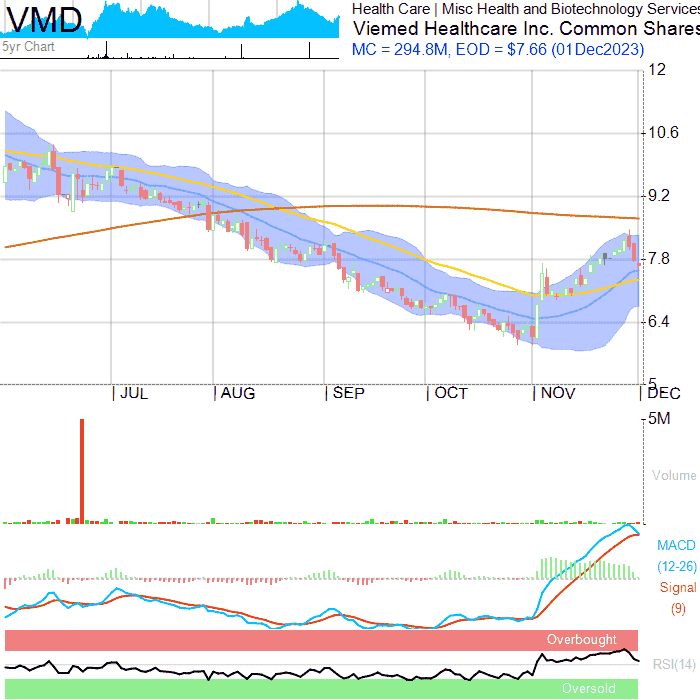 VMD
5yr Chart
Health Care | Misc Health and Biotechnology Services
Viemed Healthcare Inc. Common Shares
MC = 294.8M, EOD = $7.66 (01Dec2023)
12
10.6
9.2
7.8
6.4
5
JUL
AUG
SEP
OCT
NOV
DEC
5M
Volume
MACD
(12-26)
Signal
(9)
Overbought
RSI(14)
Oversold